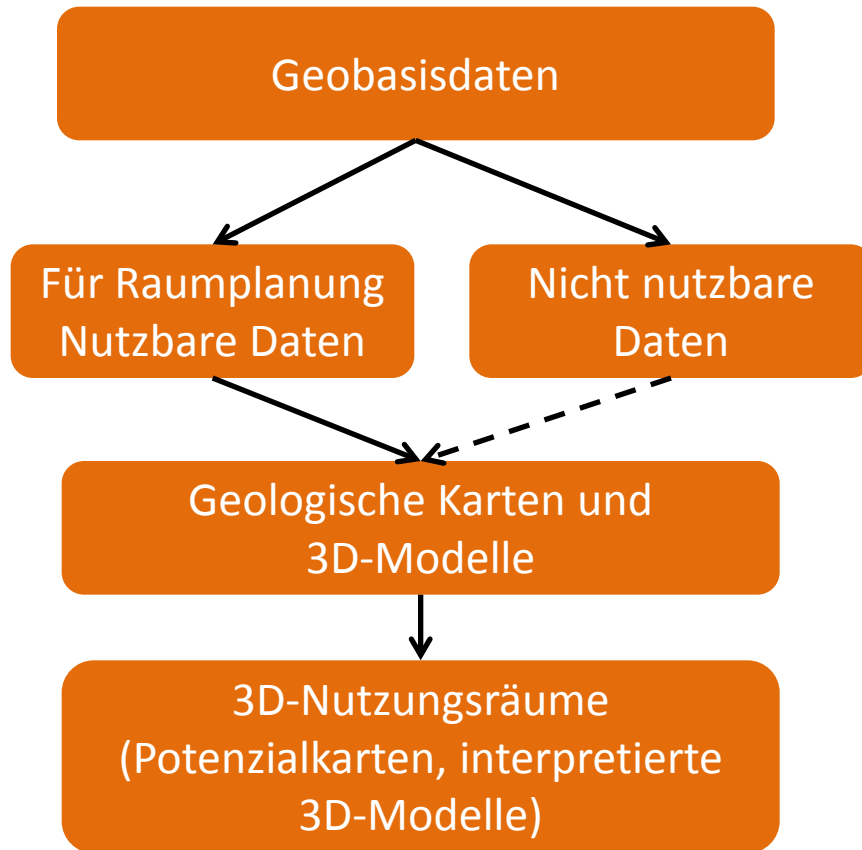 Geobasisdaten
Für Raumplanung
Nutzbare Daten
Nicht nutzbare
Daten
Geologische Karten und
3D-Modelle
3D-Nutzungsräume
(Potenzialkarten, interpretierte
3D-Modelle)